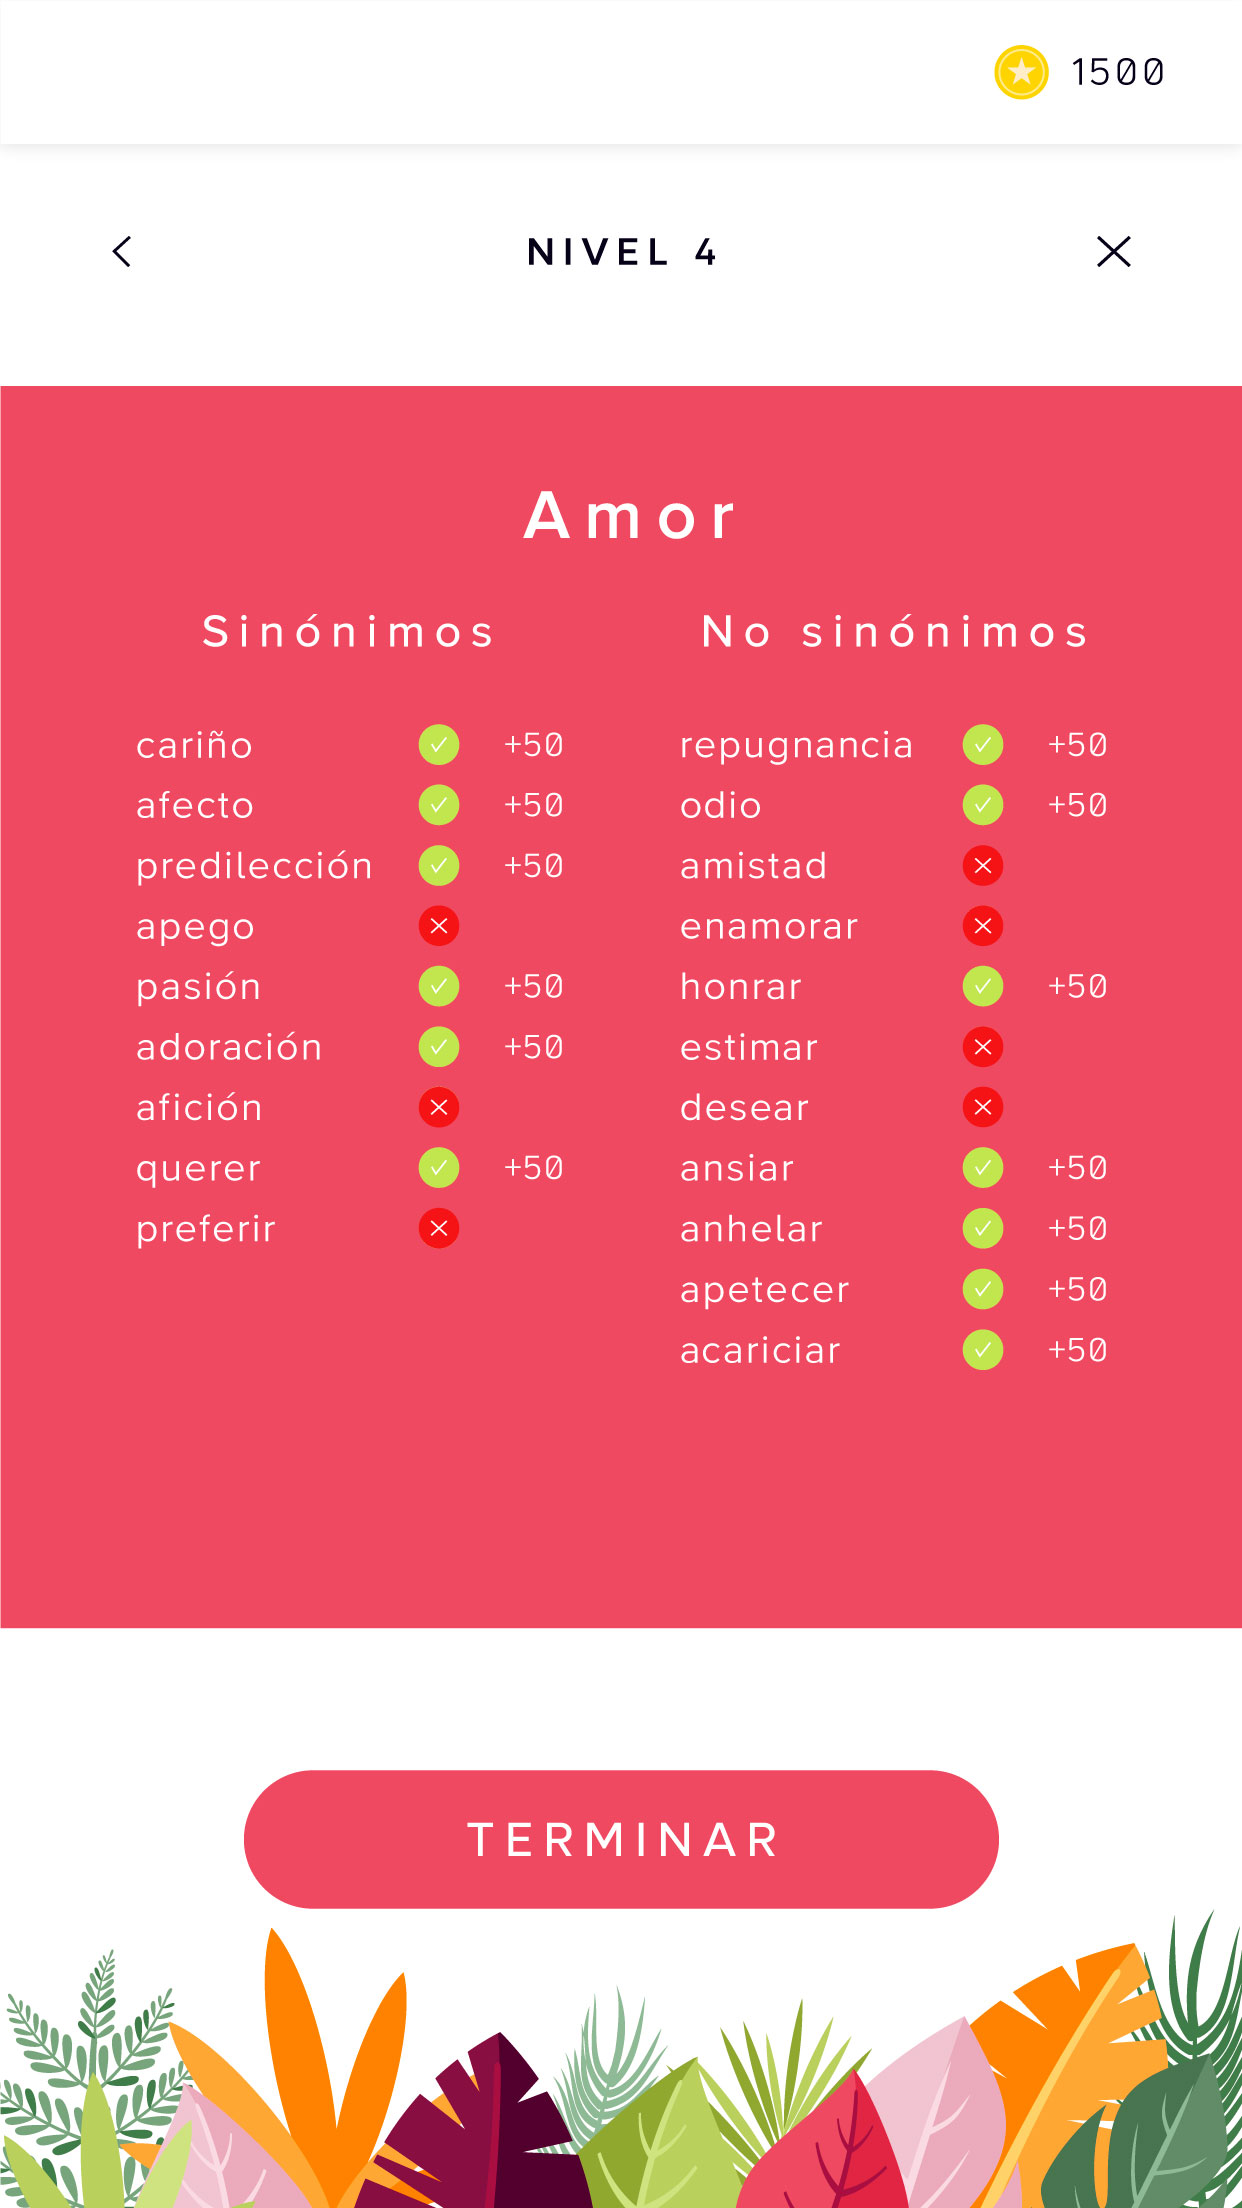 1500
NIVEL 4
Amor
Sinónimos
cariño +50
afecto +50
predilección +50
apego
pasión +50
adoración +50
afición
querer +50
preferir
No sinónimos
repugnancia +50
odio +50
amistad
enamorar
honrar +50
estimar
desear
ansiar +50
anhelar +50
apetecer +50
acariciar +50
TERMINAR